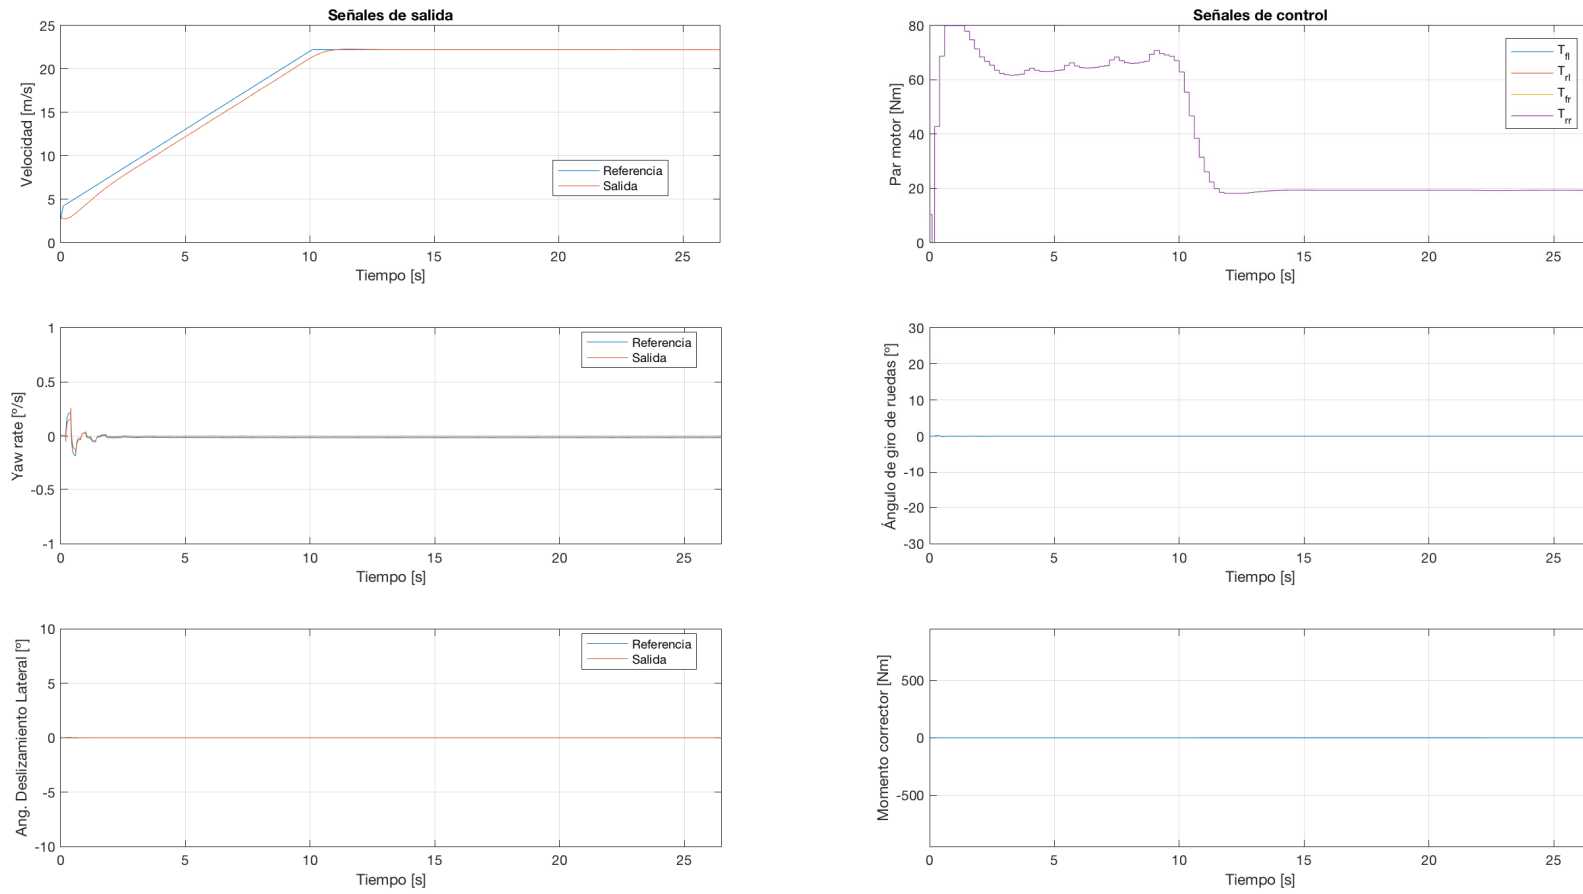 Señales de salida
25
20
15
10
5
0
Velocidad [m/s]
Referencia
Salida
0 5 10 15 20 25
Tiempo [s]
Señales de control
80
60
40
20
0
Par motor [Nm]
T_fl
T_rl
T_fr
T_rr
0 5 10 15 20 25
Tiempo [s]
1
0.5
0
-0.5
-1
Yaw rate [º/s]
Referencia
Salida
0 5 10 15 20 25
Tiempo [s]
30
20
10
0
-10
-20
-30
Ángulo de giro de ruedas [º]
0 5 10 15 20 25
Tiempo [s]
10
5
0
-5
-10
Ang. Deslizamiento Lateral [º]
Referencia
Salida
0 5 10 15 20 25
Tiempo [s]
500
0
-500
Momento corrector [Nm]
0 5 10 15 20 25
Tiempo [s]